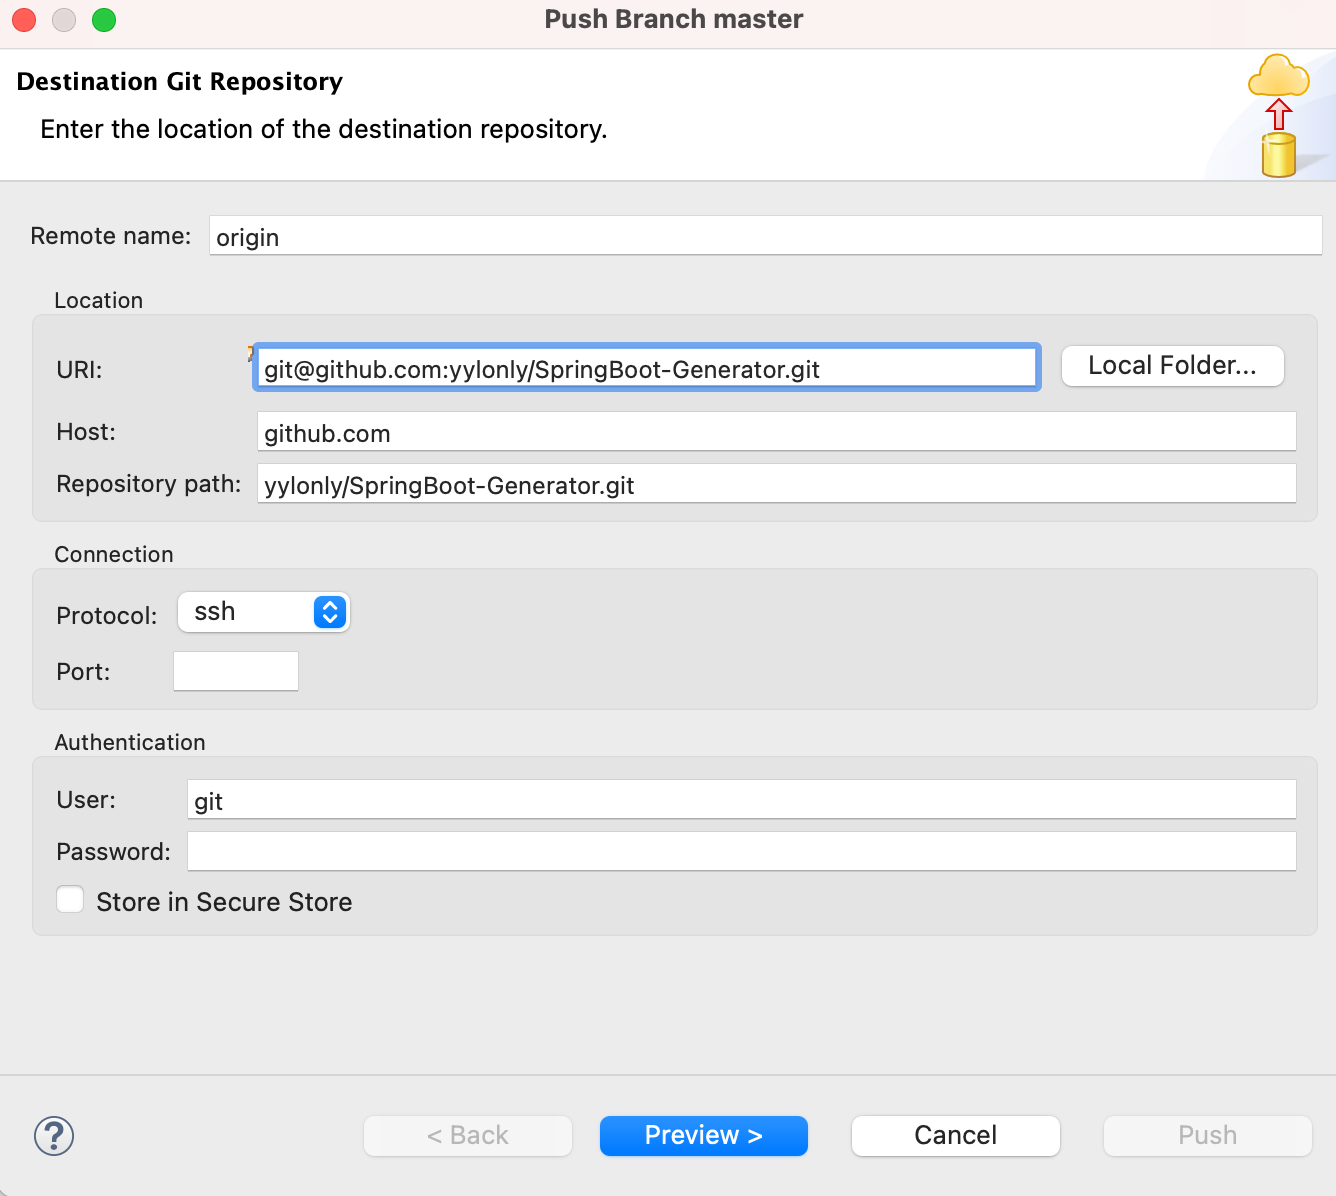 Push Branch master
Destination Git Repository
Enter the location of the destination repository.
Remote name: origin
Location
URI: git@github.com:yylonly/SpringBoot-Generator.git Local Folder...
Host: github.com
Repository path: yylonly/SpringBoot-Generator.git
Connection
Protocol: ssh
Port:
Authentication
User: git
Password:
Store in Secure Store
? < Back Preview > Cancel Push